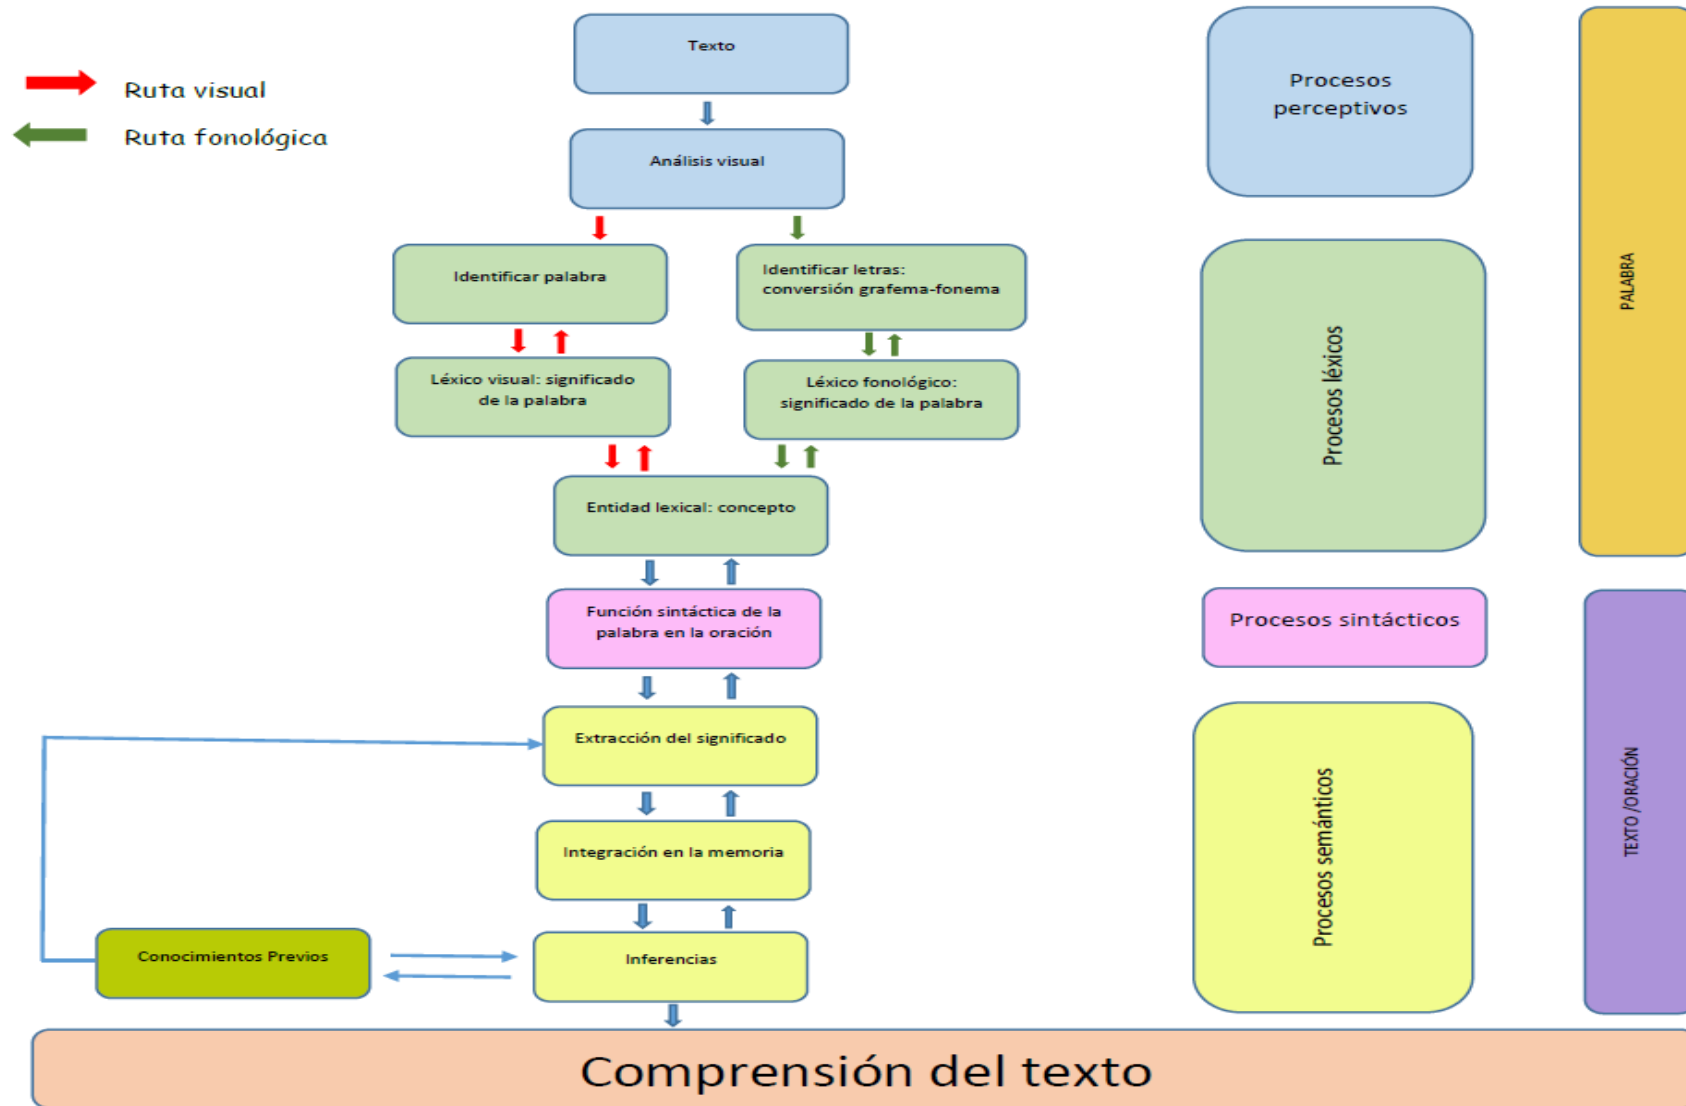 Texto
Procesos
perceptivos
Ruta visual
Ruta fonológica
Análisis visual
Identificar palabra
Identificar letras:
conversión grafema-fonema
PALABRA
Léxico visual: significado
de la palabra
Léxico fonológico:
significado de la palabra
Procesos léxicos
Entidad lexical: concepto
Función sintáctica de la
palabra en la oración
Procesos sintácticos
Extracción del significado
Integración en la memoria
Procesos semánticos
TEXTO /ORACIÓN
Conocimientos Previos
Inferencias
Comprensión del texto